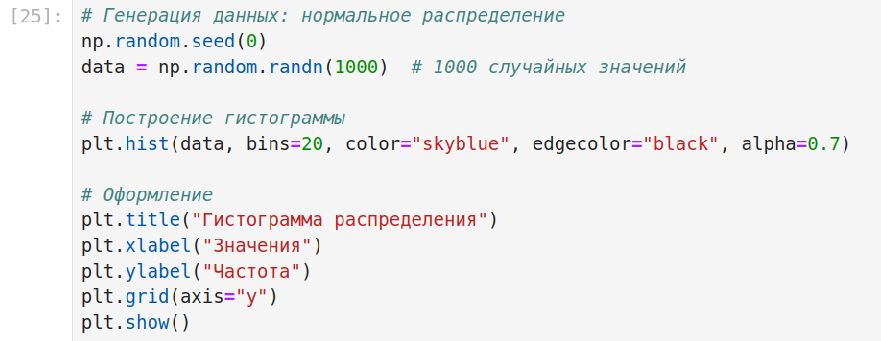 [25]: # Генерация данных: нормальное распределение
np.random.seed(0)
data = np.random.randn(1000)  # 1000 случайных значений
# Построение гистограммы
plt.hist(data, bins=20, color="skyblue", edgecolor="black", alpha=0.7)
# Оформление
plt.title("Гистограмма распределения")
plt.xlabel("Значения")
plt.ylabel("Частота")
plt.grid(axis="y")
plt.show()